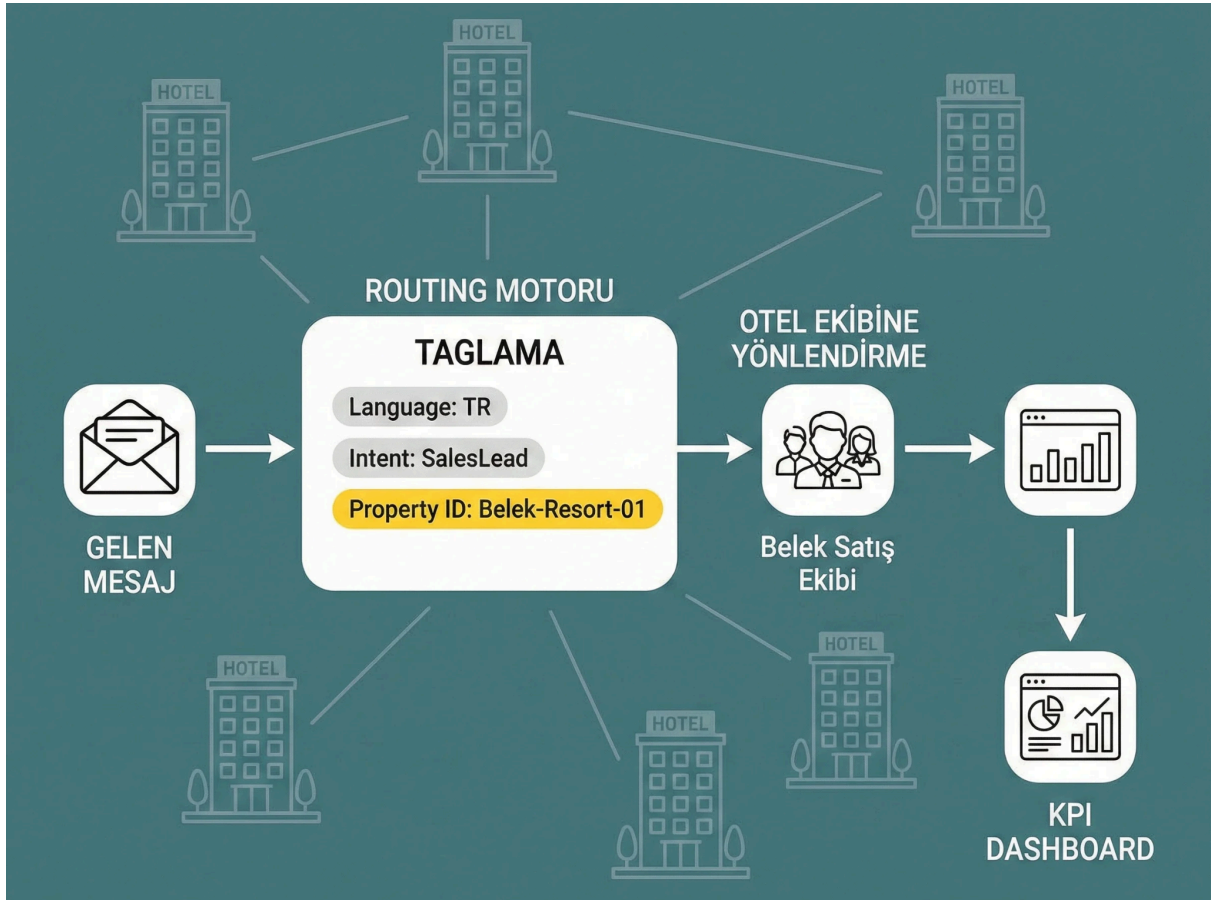 HOTEL
HOTEL
HOTEL
ROUTING MOTORU
TAGLAMA
Language: TR
Intent: SalesLead
Property ID: Belek-Resort-01
GELEN
MESAJ
OTEL EKİBİNE
YÖNLENDİRME
Belek Satış
Ekibi
HOTEL
HOTEL
HOTEL
KPI
DASHBOARD